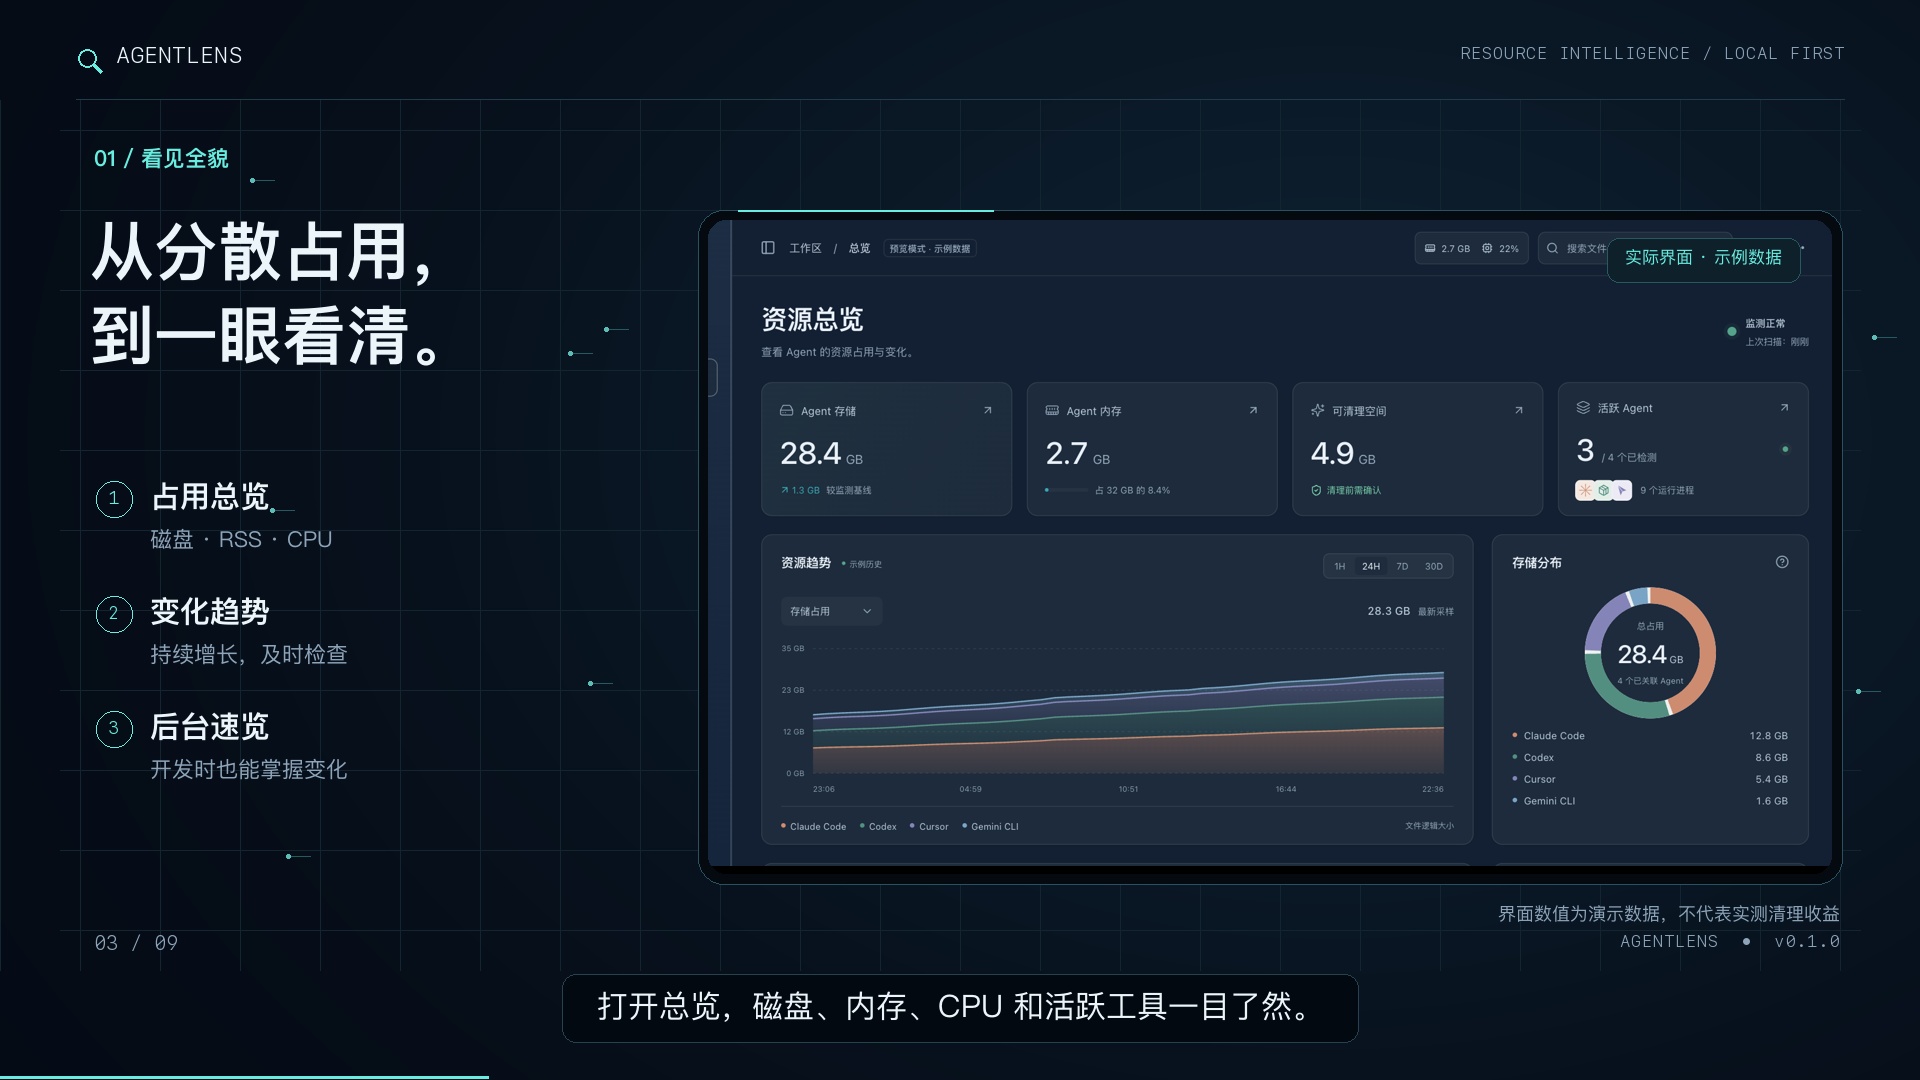 AGENTLENS
RESOURCE INTELLIGENCE / LOCAL FIRST
01 / 看见全貌
从分散占用，
到一眼看清。
1 占用总览
磁盘 · RSS · CPU
2 变化趋势
持续增长，及时检查
3 后台速览
开发时也能掌握变化
工作区 / 总览 预览模式 · 示例数据
2.7 GB 22%
搜索文件
实际界面 · 示例数据
资源总览
查看 Agent 的资源占用与变化。
监测正常
上次扫描：刚刚
Agent 存储
28.4 GB
1.3 GB 较监测基线
Agent 内存
2.7 GB
占 32 GB 的 8.4%
可清理空间
4.9 GB
清理前需确认
活跃 Agent
3 / 4 个已检测
9 个运行进程
资源趋势 示例历史
1H 24H 7D 30D
存储占用
28.3 GB 最新采样
35 GB
23 GB
12 GB
0 GB
23:06 04:59 10:51 16:44 22:36
Claude Code Codex Cursor Gemini CLI
文件逻辑大小
存储分布
总占用
28.4 GB
4 个已关联 Agent
Claude Code 12.8 GB
Codex 8.6 GB
Cursor 5.4 GB
Gemini CLI 1.6 GB
界面数值为演示数据，不代表实测清理收益
03 / 09
AGENTLENS • v0.1.0
打开总览，磁盘、内存、CPU 和活跃工具一目了然。